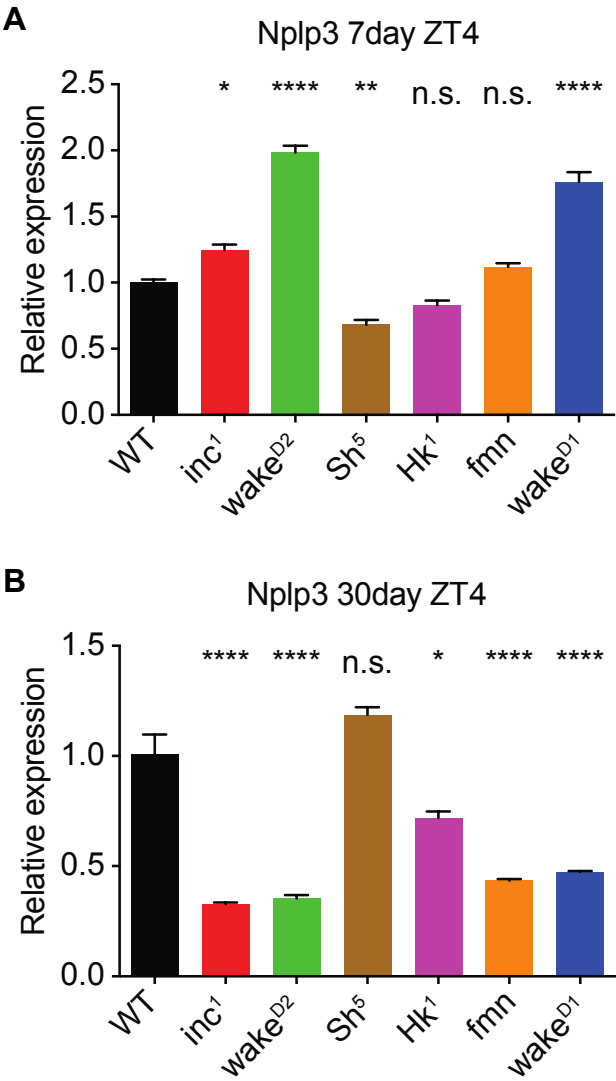 A
Nplp3 7day ZT4
* **** ** n.s. n.s. ****
Relative expression
2.5
2.0
1.5
1.0
0.5
0.0
WT inc¹ wakeᴰ² Sh⁵ Hk¹ fmn wakeᴰ¹
B
Nplp3 30day ZT4
**** **** n.s. * **** ****
Relative expression
1.5
1.0
0.5
0.0
WT inc¹ wakeᴰ² Sh⁵ Hk¹ fmn wakeᴰ¹